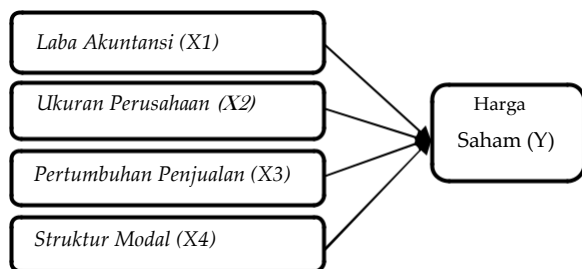 Laba Akuntansi (X1)
Ukuran Perusahaan (X2)
Pertumbuhan Penjualan (X3)
Struktur Modal (X4)
Harga
Saham (Y)